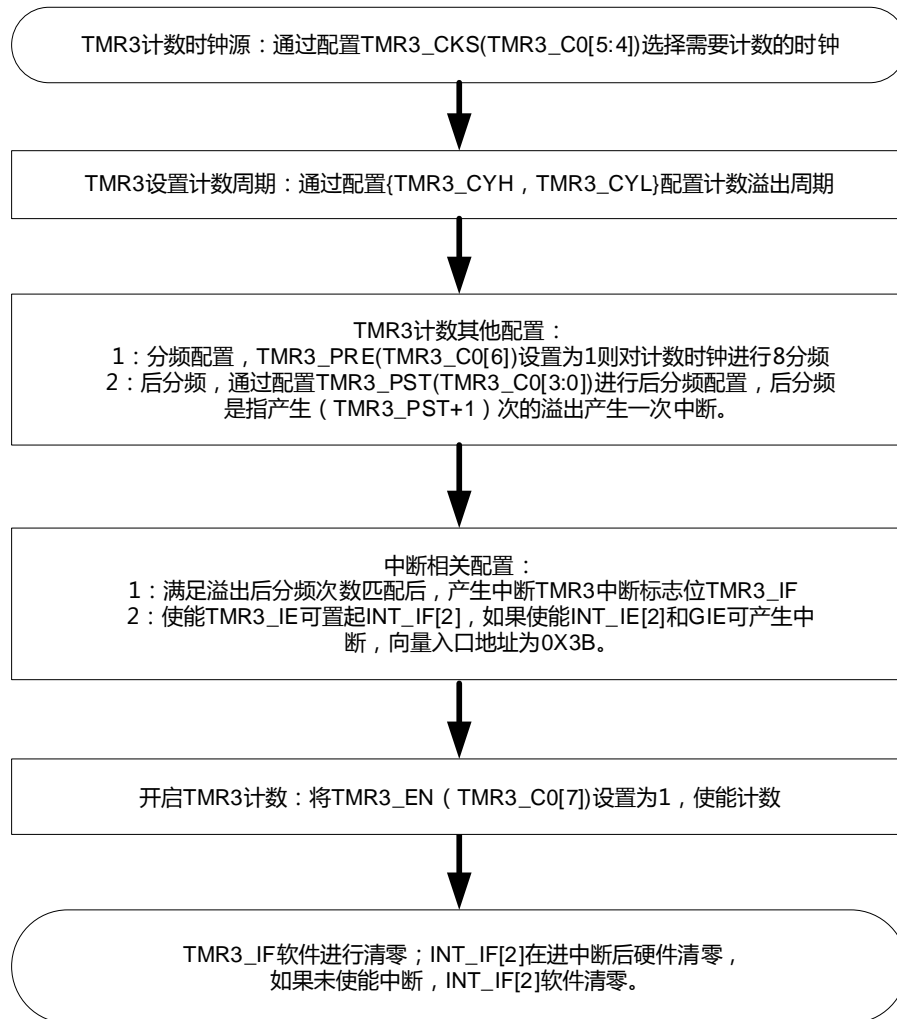 TMR3计数时钟源：通过配置TMR3_CKS(TMR3_C0[5:4])选择需要计数的时钟
TMR3设置计数周期：通过配置{TMR3_CYH，TMR3_CYL}配置计数溢出周期
TMR3计数其他配置：
1：分频配置，TMR3_PRE(TMR3_C0[6])设置为1则对计数时钟进行8分频
2：后分频，通过配置TMR3_PST(TMR3_C0[3:0])进行后分频配置，后分频
是指产生（TMR3_PST+1）次的溢出产生一次中断。
中断相关配置：
1：满足溢出后分频次数匹配后，产生中断TMR3中断标志位TMR3_IF
2：使能TMR3_IE可置起INT_IF[2]，如果使能INT_IE[2]和GIE可产生中
断，向量入口地址为0X3B。
开启TMR3计数：将TMR3_EN（TMR3_C0[7])设置为1，使能计数
TMR3_IF软件进行清零；INT_IF[2]在进中断后硬件清零，
如果未使能中断，INT_IF[2]软件清零。